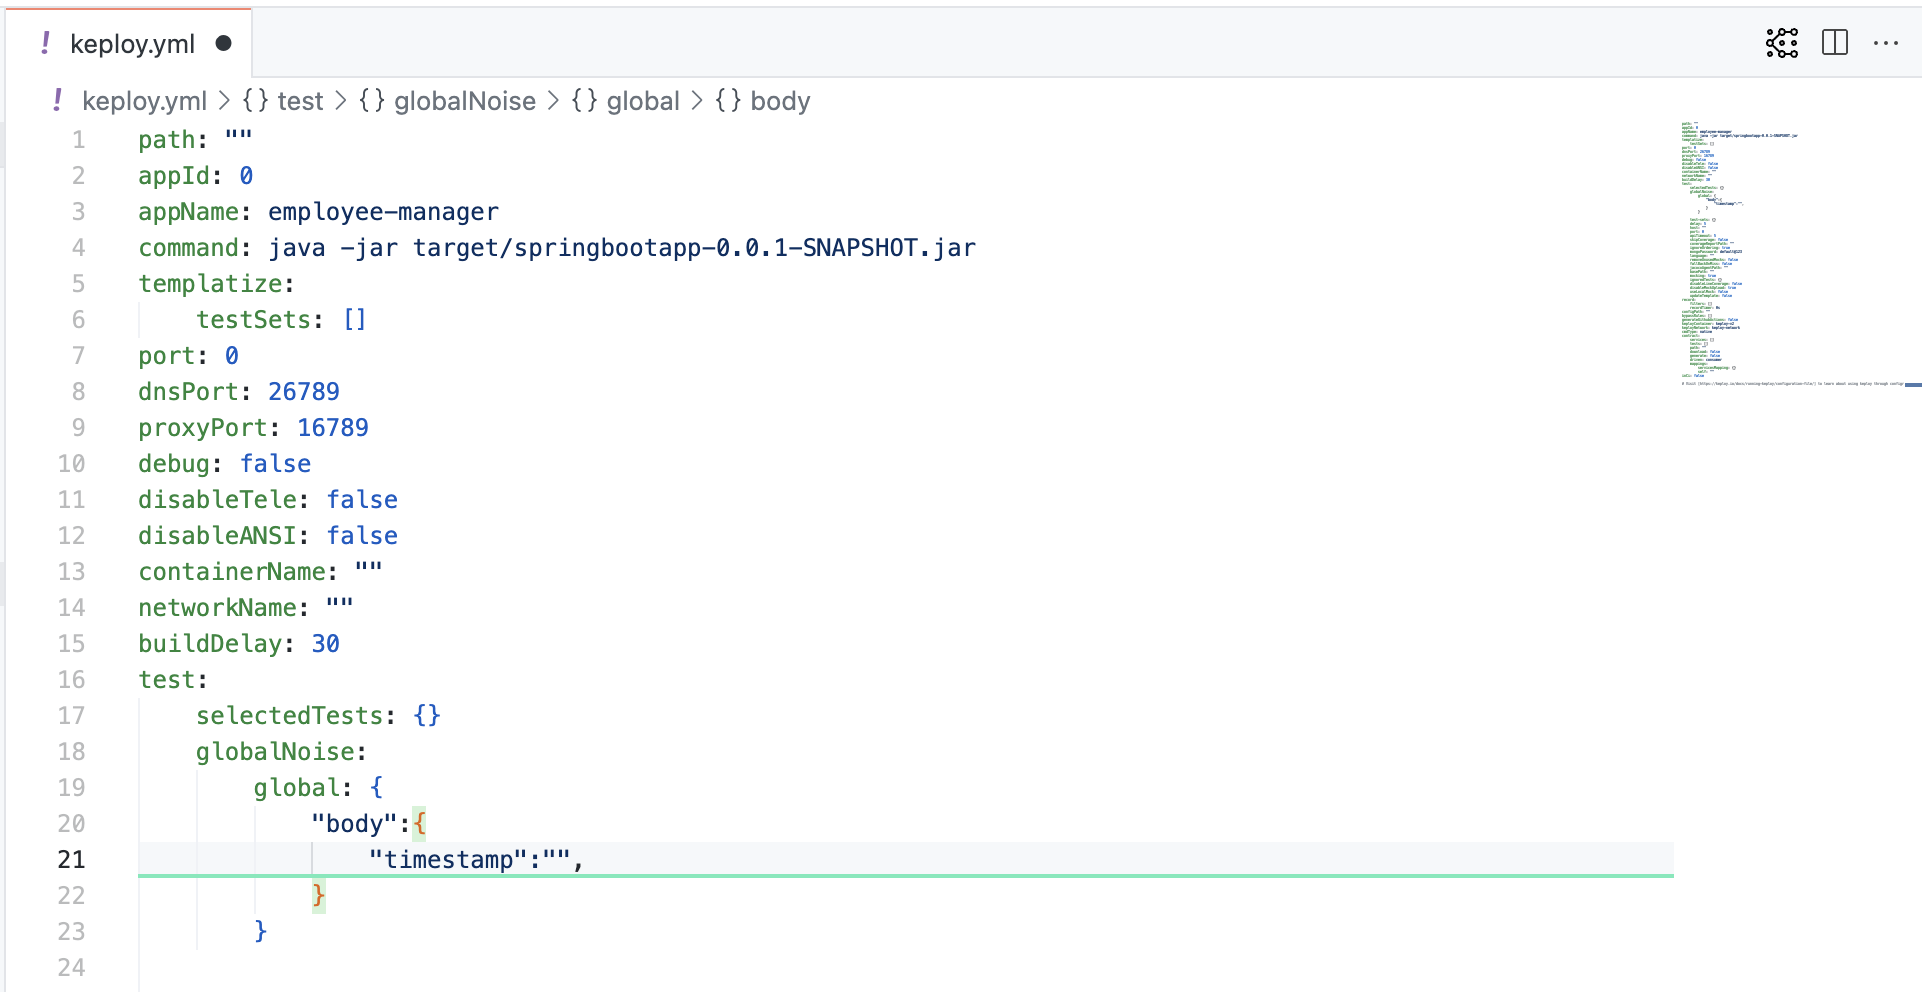 keploy.yml
keploy.yml > {} test > {} globalNoise > {} global > {} body
1 path: ""
2 appId: 0
3 appName: employee-manager
4 command: java -jar target/springbootapp-0.0.1-SNAPSHOT.jar
5 templatize:
6     testSets: []
7 port: 0
8 dnsPort: 26789
9 proxyPort: 16789
10 debug: false
11 disableTele: false
12 disableANSI: false
13 containerName: ""
14 networkName: ""
15 buildDelay: 30
16 test:
17     selectedTests: {}
18     globalNoise:
19         global: {
20             "body":{
21                 "timestamp":"",
22             }
23         }
24